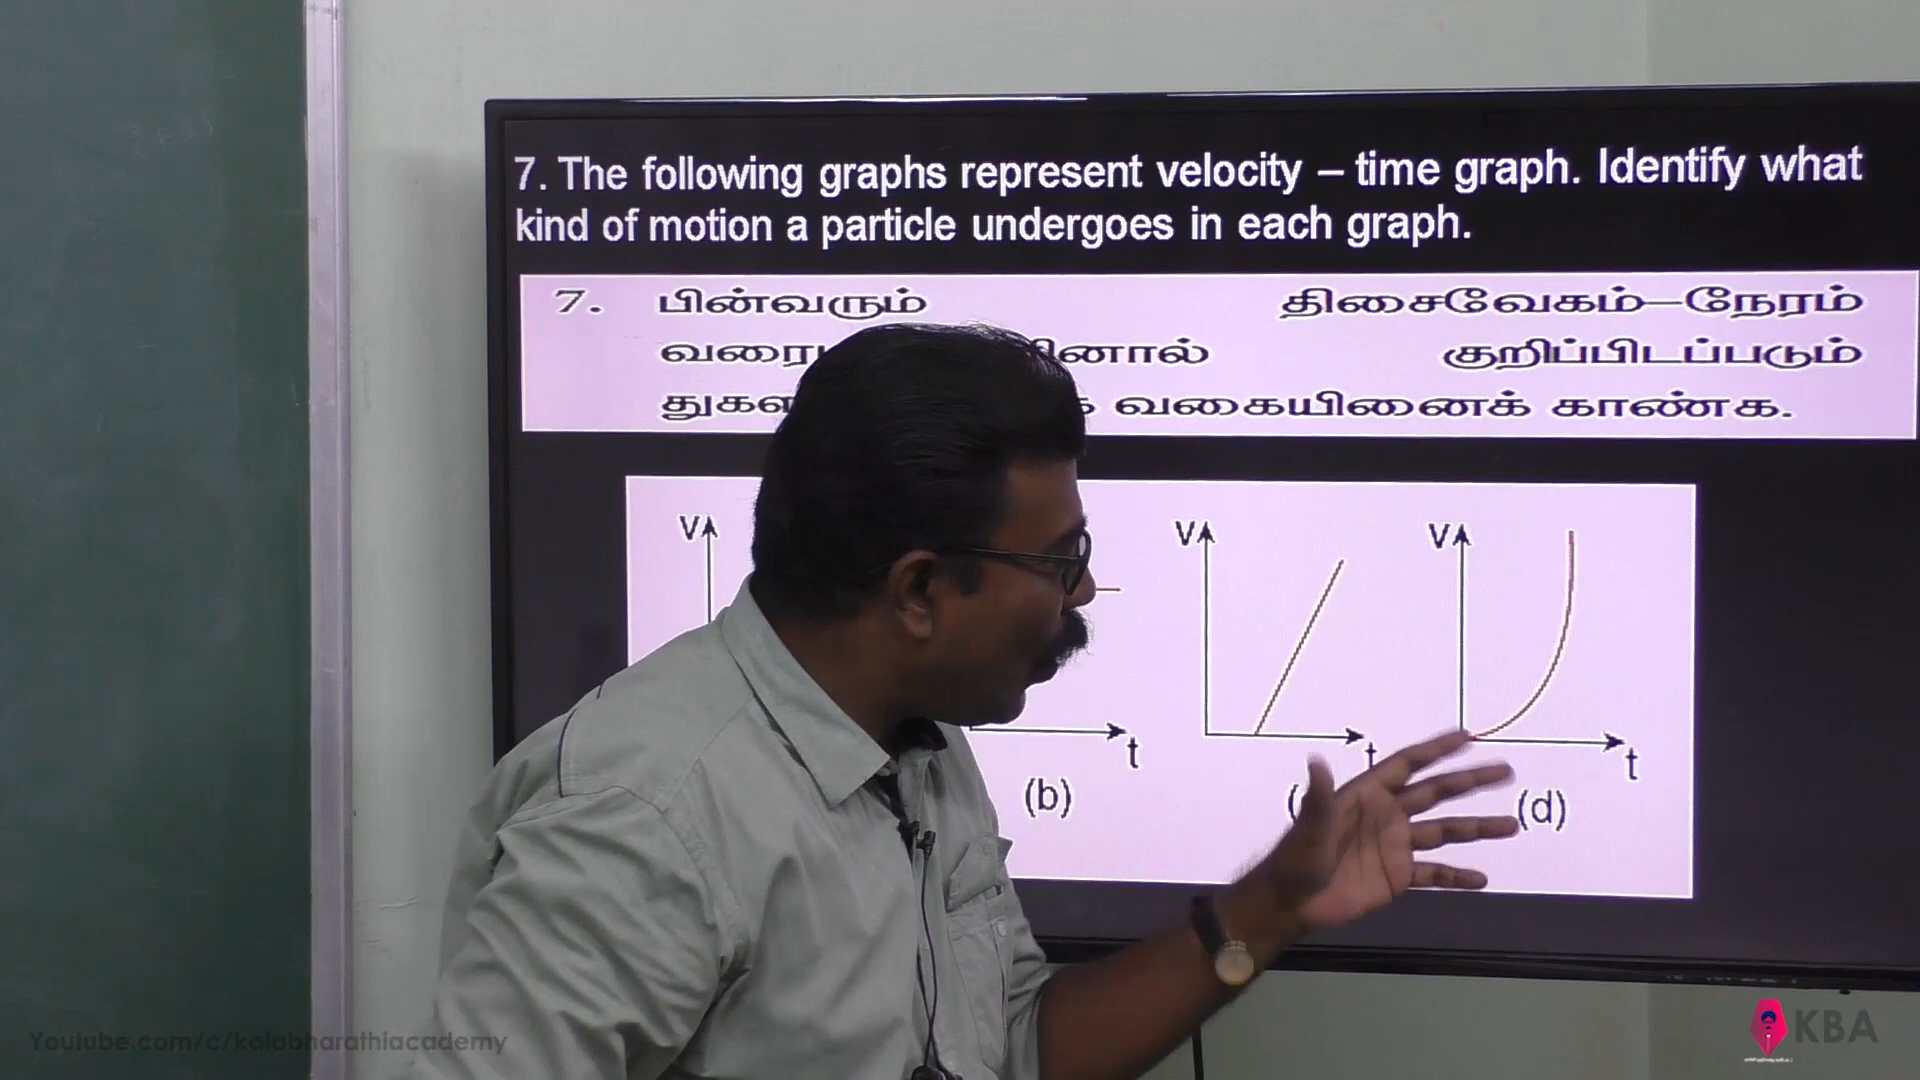 7. The following graphs represent velocity – time graph. Identify what
kind of motion a particle undergoes in each graph.
7. பின்வரும் திசைவேகம்–நேரம்
குறிப்பிடப்படும்
வகையினைக் காண்க.
V V V
t t t
(b) (d)
Youtube.com/c/kalabharathiacademy
KBA